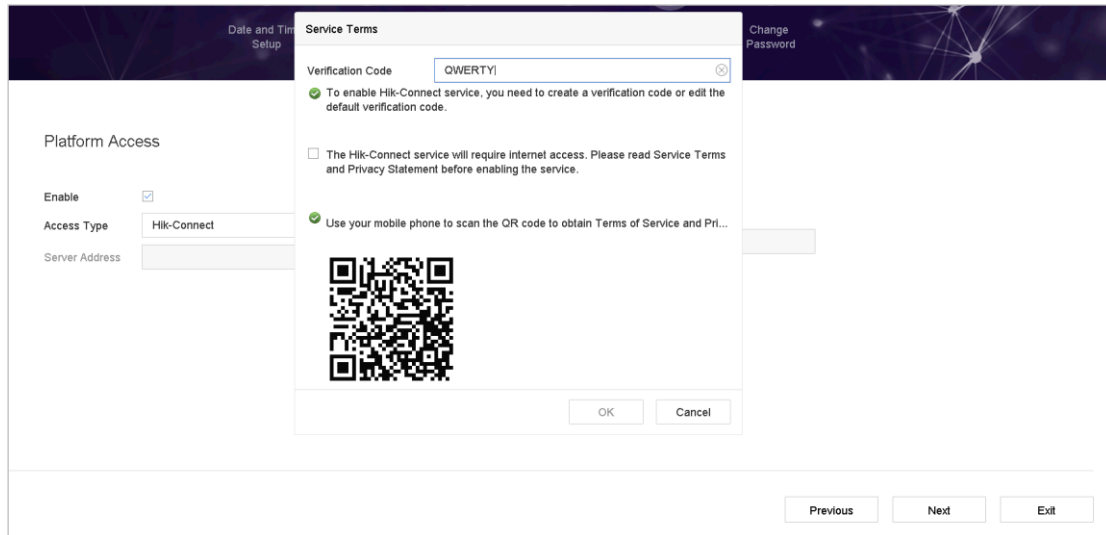 Date and Tim
Setup
Change
Password
Service Terms
Verification Code
QWERTY
To enable Hik-Connect service, you need to create a verification code or edit the
default verification code.
The Hik-Connect service will require internet access. Please read Service Terms
and Privacy Statement before enabling the service.
Use your mobile phone to scan the QR code to obtain Terms of Service and Pri...
OK
Cancel
Platform Access
Enable
Access Type
Hik-Connect
Server Address
Previous
Next
Exit